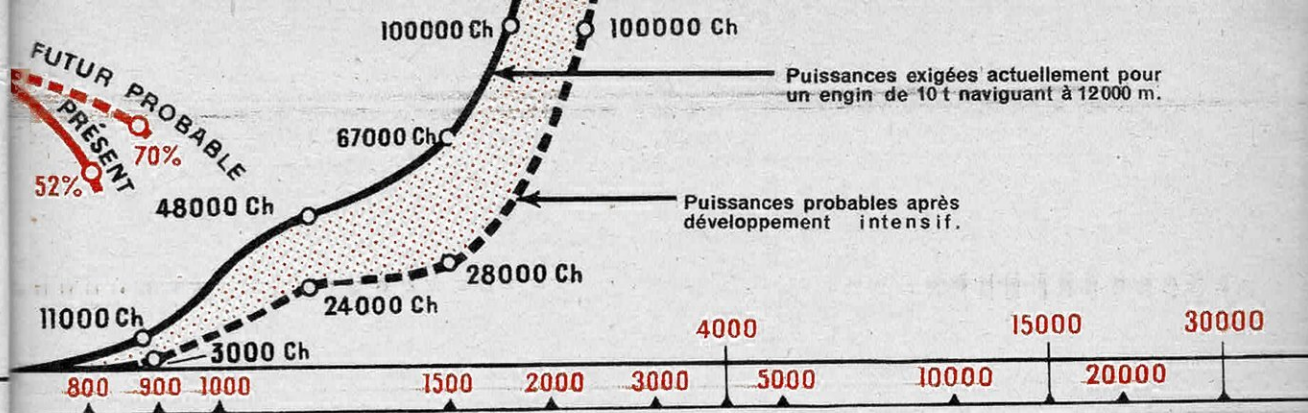 100000 Ch
100000 Ch
FUTUR PROBABLE
PRÉSENT
Puissances exigées actuellement pour
un engin de 10 t naviguant à 12000 m.
67000 Ch
70%
52%
48000 Ch
Puissances probables après
développement intensif.
28000 Ch
24000 Ch
11000 Ch
3000 Ch
4000
15000
30000
800 900 1000 1500 2000 3000 5000 10000 20000